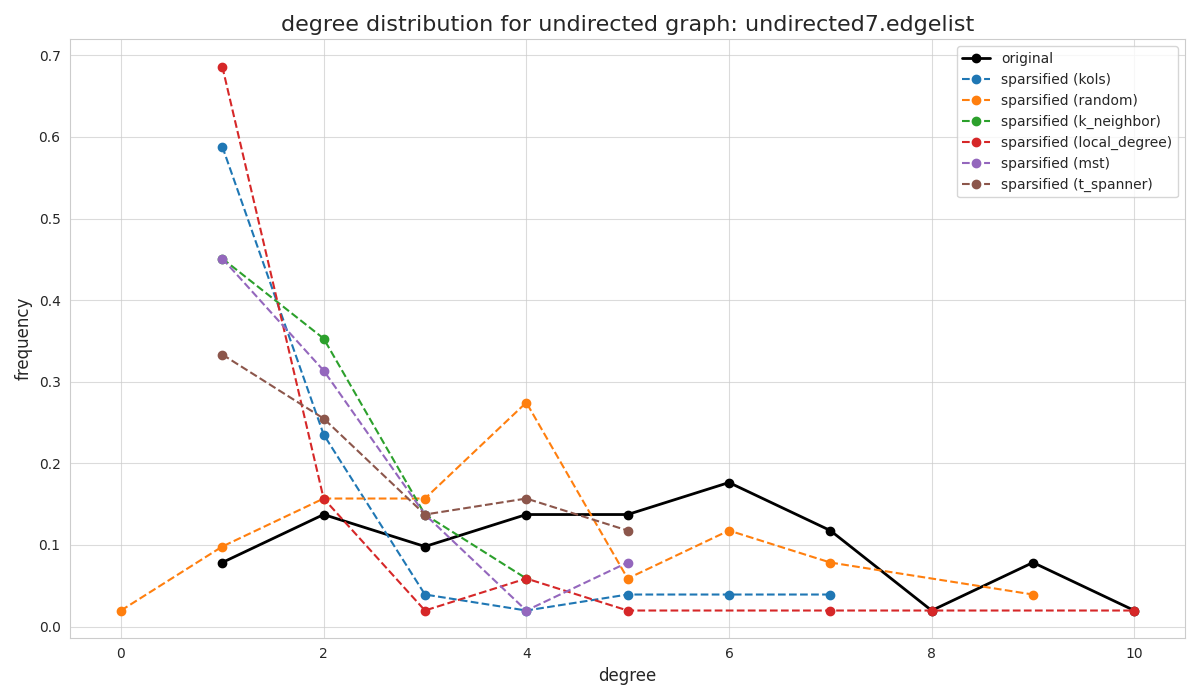 degree distribution for undirected graph: undirected7.edgelist
original
sparsified (kols)
sparsified (random)
sparsified (k_neighbor)
sparsified (local_degree)
sparsified (mst)
sparsified (t_spanner)
frequency
0.7
0.6
0.5
0.4
0.3
0.2
0.1
0.0
0 2 4 6 8 10
degree